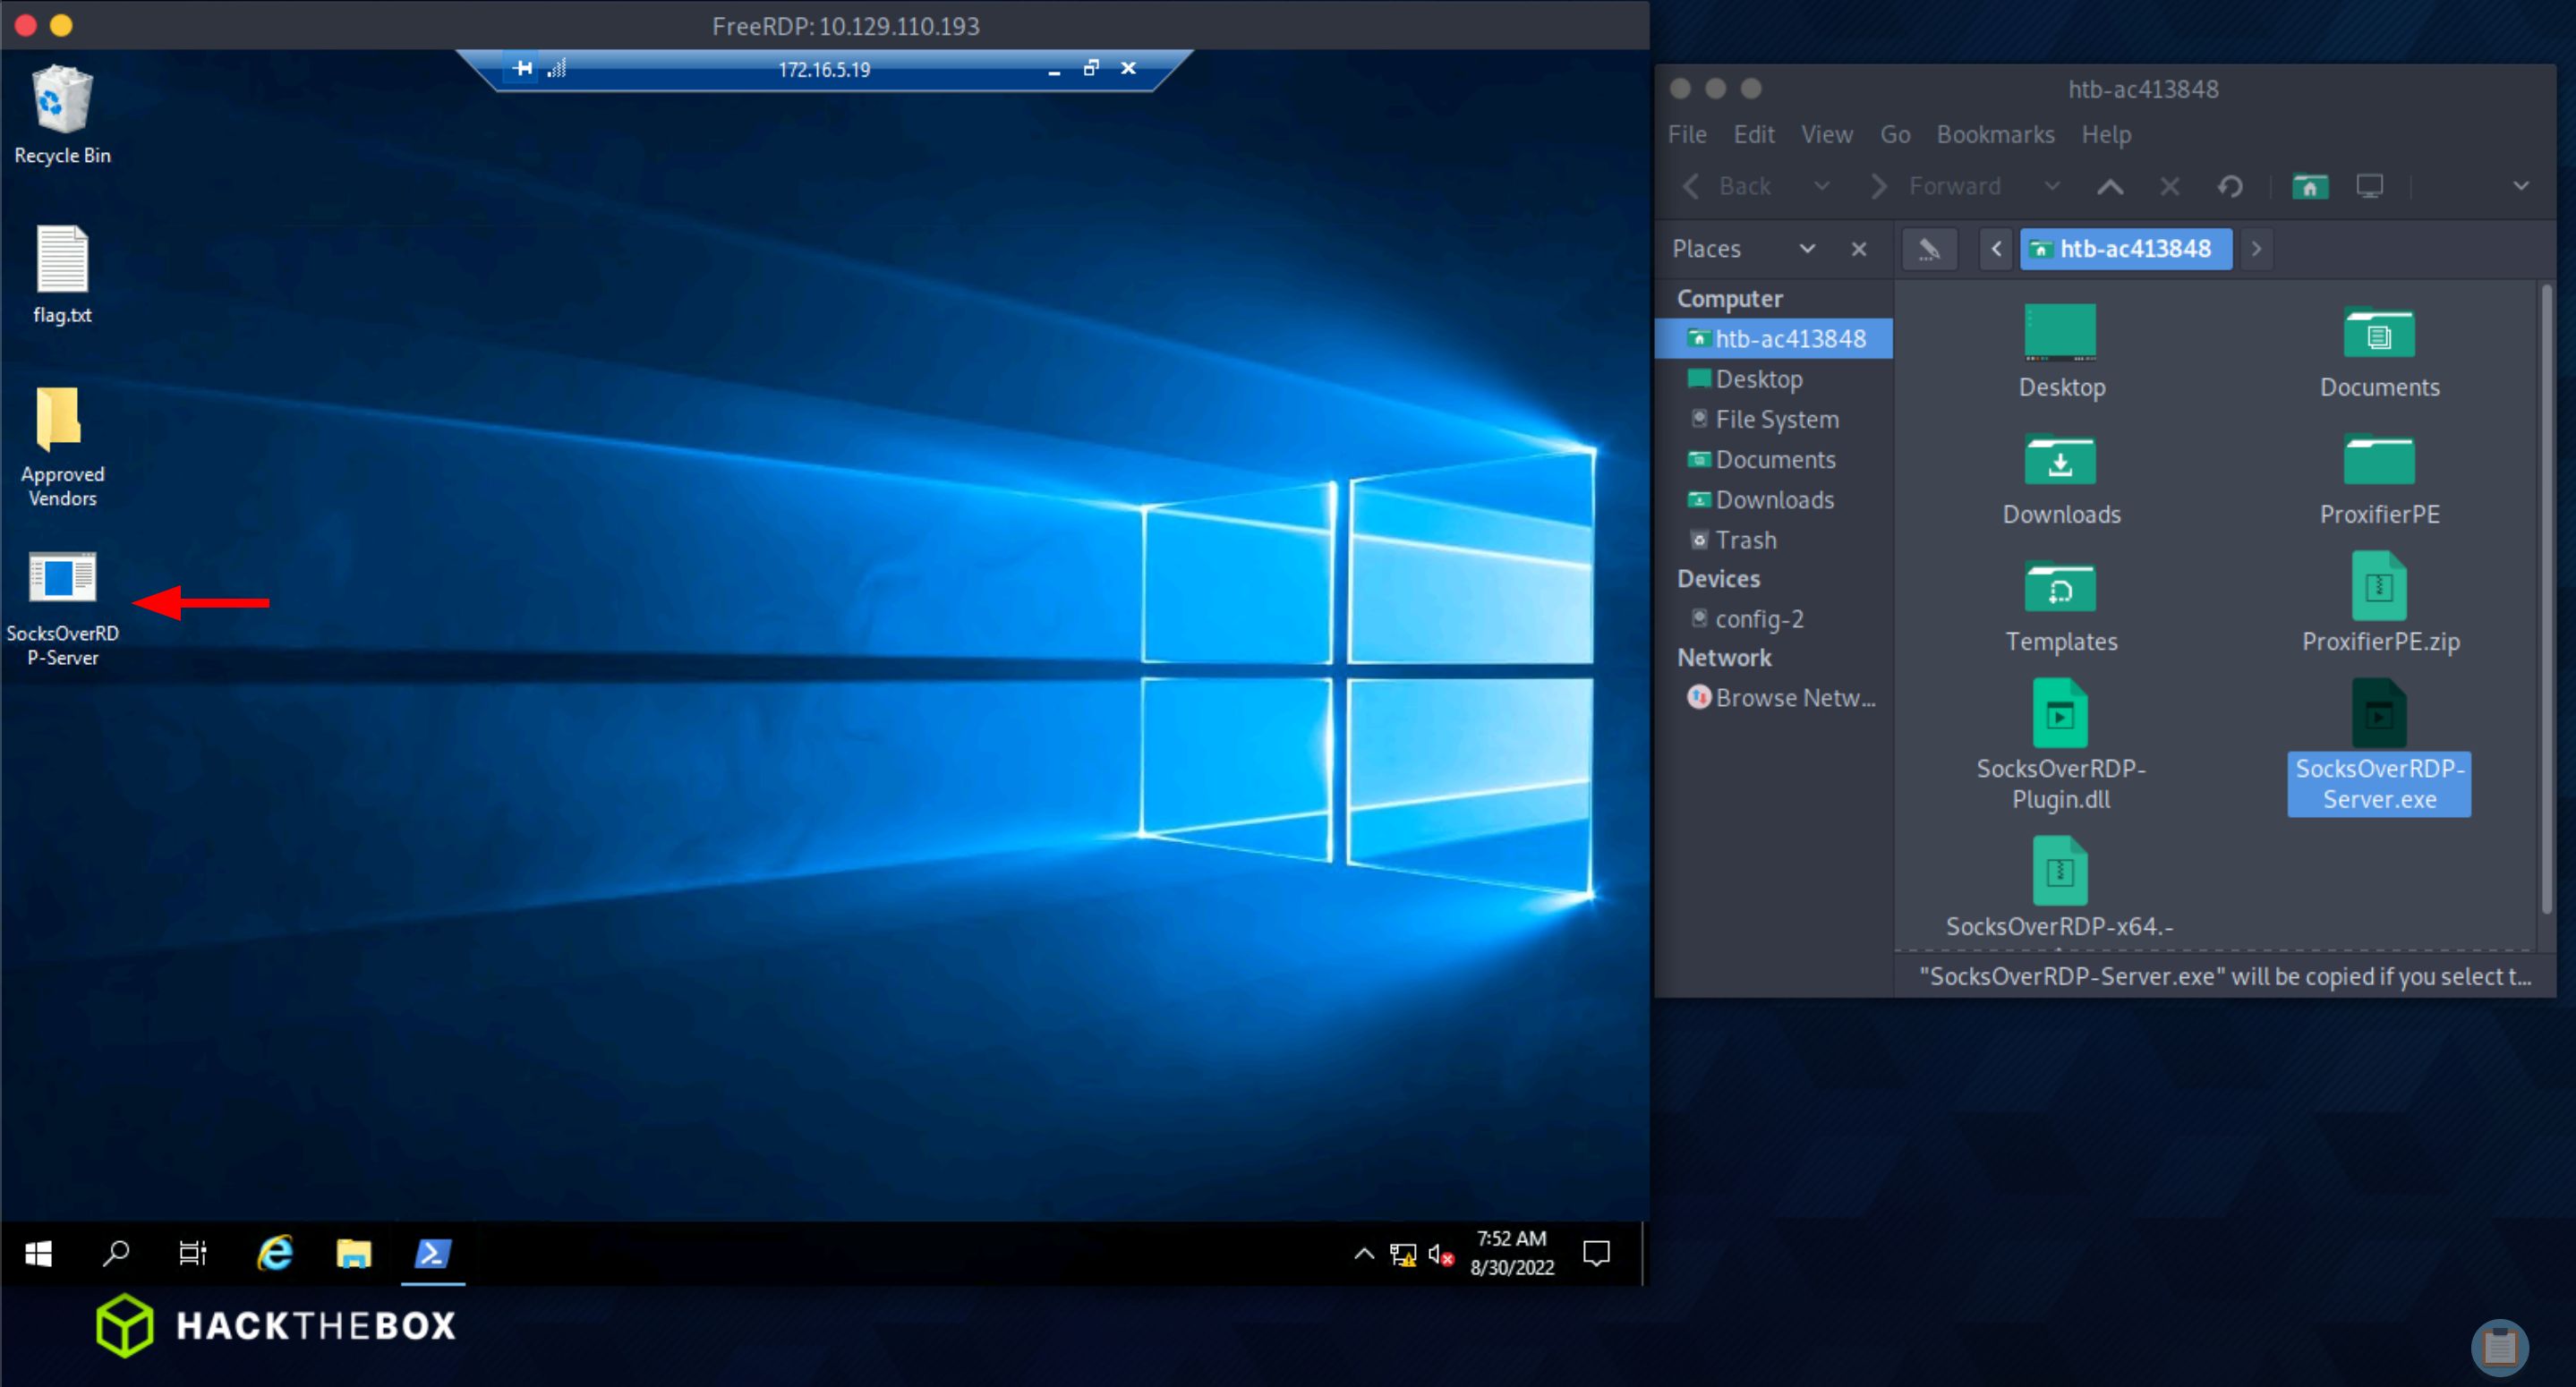 FreeRDP: 10.129.110.193
172.16.5.19
Recycle Bin
flag.txt
Approved
Vendors
SocksOverRD
P-Server
7:52 AM
8/30/2022
HACKTHEBOX
htb-ac413848
File Edit View Go Bookmarks Help
Back Forward
Places
htb-ac413848
Computer
htb-ac413848
Desktop
File System
Documents
Downloads
Trash
Devices
config-2
Network
Browse Netw...
Desktop
Documents
Downloads
ProxifierPE
Templates
ProxifierPE.zip
SocksOverRDP-
Plugin.dll
SocksOverRDP-
Server.exe
SocksOverRDP-x64.-
"SocksOverRDP-Server.exe" will be copied if you select t...